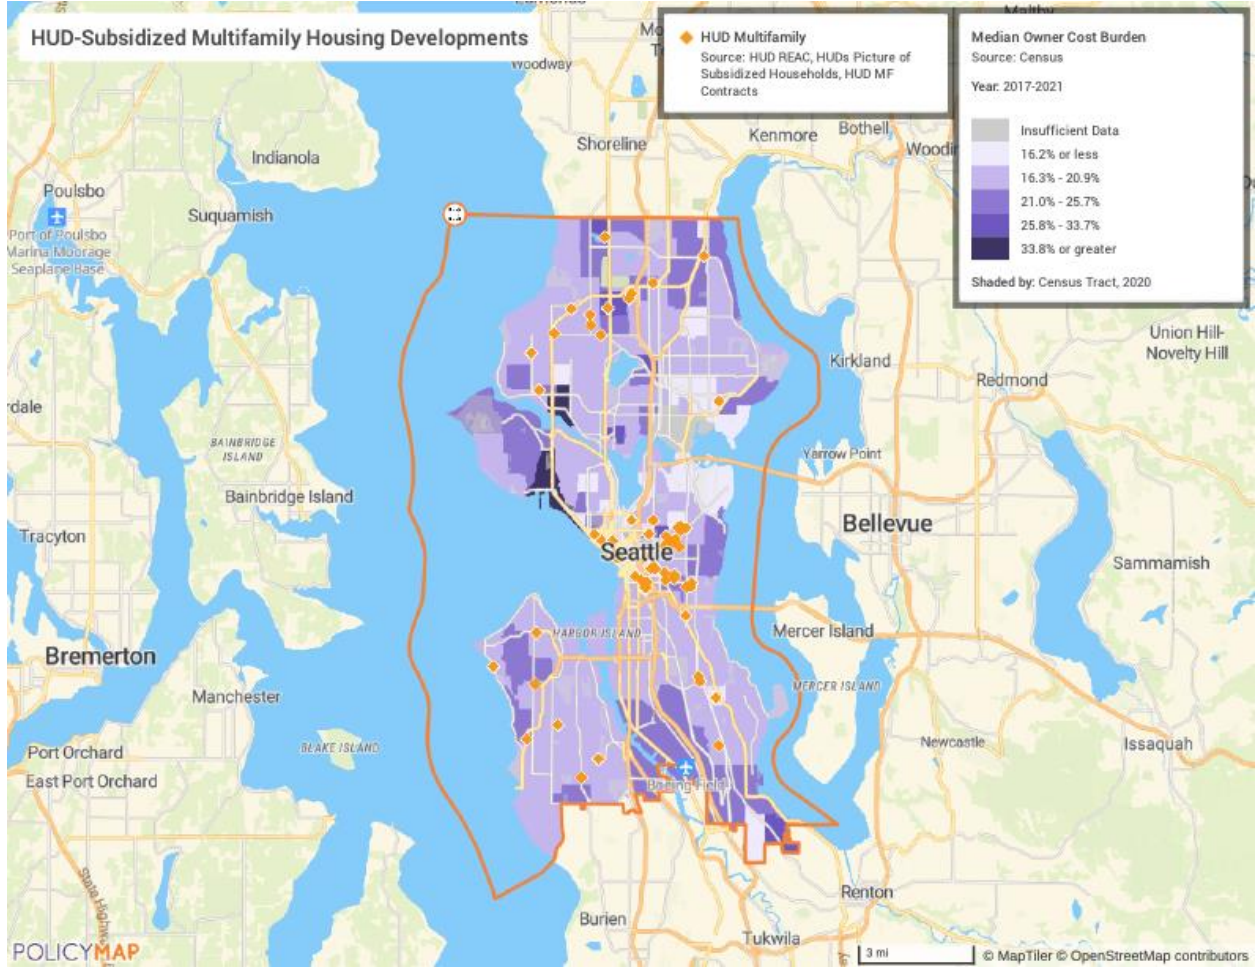 HUD-Subsidized Multifamily Housing Developments
HUD Multifamily
Source: HUD REAC, HUDs Picture of
Subsidized Households, HUD MF
Contracts
Median Owner Cost Burden
Source: Census
Year: 2017-2021
Insufficient Data
16.2% or less
16.3% - 20.9%
21.0% - 25.7%
25.8% - 33.7%
33.8% or greater
Shaded by: Census Tract, 2020
Woodway
Shoreline
Kenmore
Bothell
Indianola
Poulsbo
Suquamish
Port of Poulsbo
Marina Moorage
Seaplane Base
Union Hill-
Novelty Hill
Kirkland
Redmond
rdale
BAINBRIDGE
ISLAND
Yarrow Point
Bainbridge Island
Bellevue
Tracyton
Seattle
Sammamish
HARBOR ISLAND
Mercer Island
Bremerton
MERCER ISLAND
Manchester
BLAKE ISLAND
Newcastle
Issaquah
Port Orchard
East Port Orchard
Boeing Field
State Highw
Renton
Burien
Tukwila
POLICYMAP
3 mi
© MapTiler © OpenStreetMap contributors